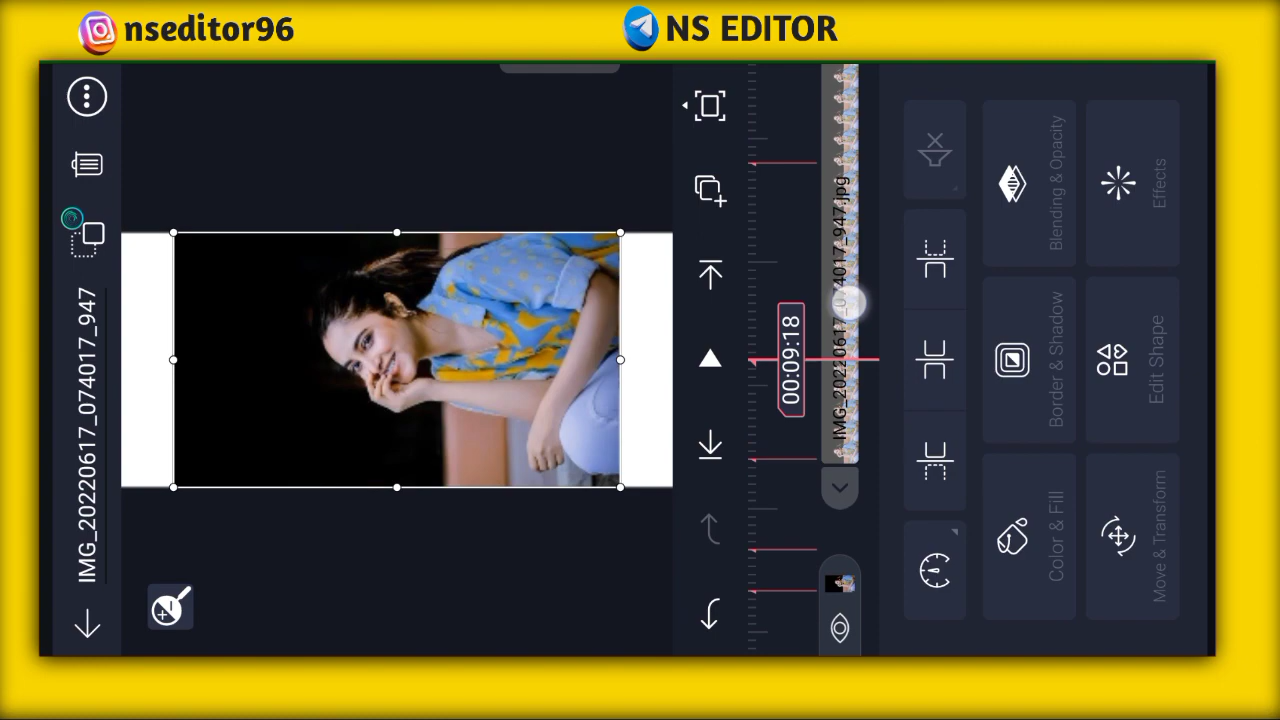 nseditor96
NS EDITOR
IMG_20220617_074017_947
00:09:18
IMG_20220617_074017_947.jpg
Color & Fill
Border & Shadow
Blending & Opacity
Move & Transform
Edit Shape
Effects